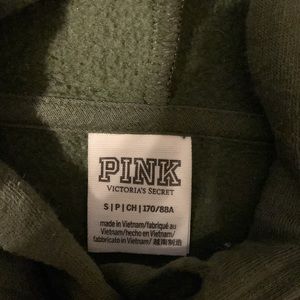 PINK
VICTORIA'S SECRET
S | P | CH | 170/88A
made in Vietnam/fabriqué au
Vietnam/hecho en Vietnam/
fabbricato in Vietnam/越南制造